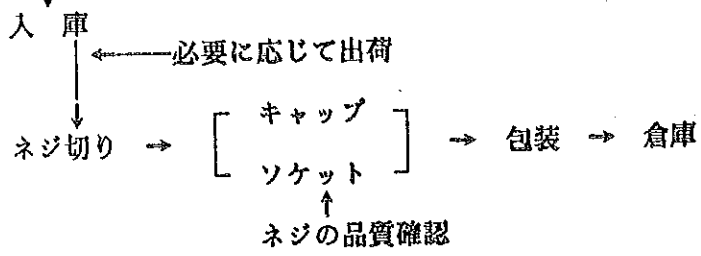 入庫
必要に応じて出荷
キャップ
ネジ切り → → 包装 → 倉庫
ソケット
ネジの品質確認